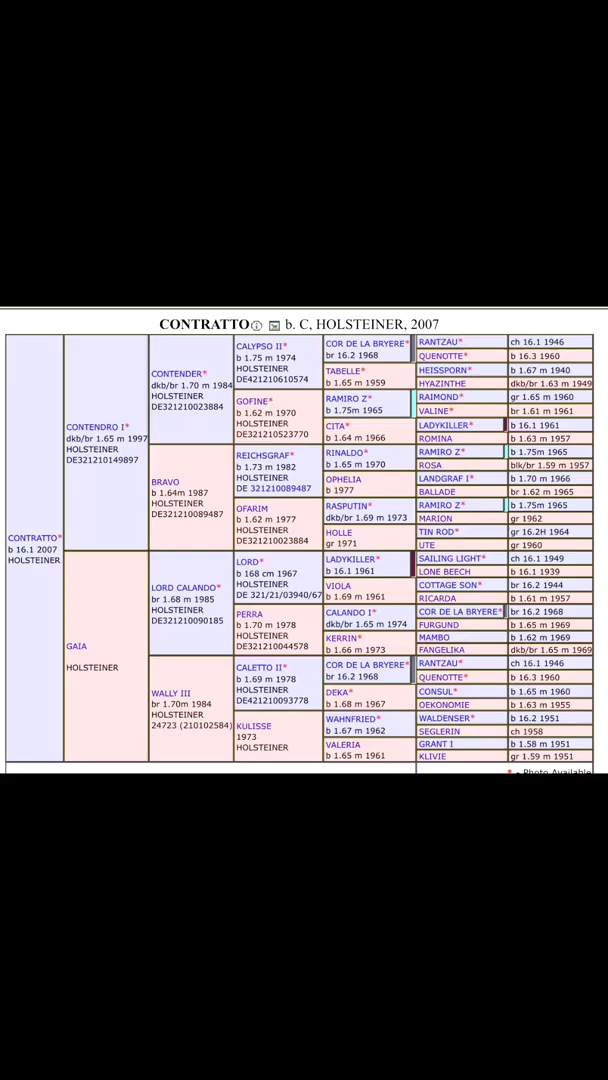 CONTRATTO b. C, HOLSTEINER, 2007
CONTRATTO*
b 16.1 2007
HOLSTEINER
CONTENDRO I*
dkb/br 1.65 m 1997
HOLSTEINER
DE321210149897
GAÏA
HOLSTEINER
CONTENDER*
dkb/br 1.70 m 1984
HOLSTEINER
DE321210023884
BRAVO
b 1.64m 1987
HOLSTEINER
DE321210089487
LORD CALANDO*
br 1.68 m 1985
HOLSTEINER
DE321210090185
WALLY III
br 1.70m 1984
HOLSTEINER
24723 (210102584)
CALYPSO II*
b 1.75 m 1974
HOLSTEINER
DE421210610574
GOFINE*
b 1.62 m 1970
HOLSTEINER
DE321210523770
REICHSGRAF*
b 1.73 m 1982
HOLSTEINER
DE 321210089487
OFARIM
b 1.62 m 1977
HOLSTEINER
DE321210023884
LORD*
b 168 cm 1967
HOLSTEINER
DE 321/21/03940/67
PERRA
b 1.70 m 1978
HOLSTEINER
DE321210044578
CALETTO II*
b 1.69 m 1978
HOLSTEINER
DE421210093778
KULISSE
1973
HOLSTEINER
COR DE LA BRYERE*
br 16.2 1968
TABELLE*
b 1.65 m 1959
RAMIRO Z*
b 1.75m 1965
CITA*
b 1.64 m 1966
RINALDO*
b 1.65 m 1970
OPHELIA
b 1977
RASPUTIN*
dkb/br 1.69 m 1973
HOLLE
gr 1971
LADYKILLER*
b 16.1 1961
VIOLA
b 1.69 m 1961
CALANDO I*
dkb/br 1.65 m 1974
KERRIN*
b 1.66 m 1973
COR DE LA BRYERE*
br 16.2 1968
DEKA*
b 1.68 m 1967
WAHNFRIED*
b 1.67 m 1962
VALERIA
b 1.65 m 1961
RANTZAU* ch 16.1 1946
QUENOTTE* b 16.3 1960
HEISSPORN* b 1.67 m 1940
HYAZINTHE dkb/br 1.63 m 1949
RAIMOND* gr 1.65 m 1960
VALINE* br 1.61 m 1961
LADYKILLER* b 16.1 1961
ROMINA b 1.63 m 1957
RAMIRO Z* b 1.75m 1965
ROSA blk/br 1.59 m 1957
LANDGRAF I* b 1.70 m 1966
BALLADE br 1.62 m 1965
RAMIRO Z* b 1.75m 1965
MARION gr 1962
TIN ROD* gr 16.2H 1964
UTE gr 1960
SAILING LIGHT* ch 16.1 1949
LONE BEECH b 16.1 1939
COTTAGE SON* br 16.2 1944
RICARDA b 1.61 m 1957
COR DE LA BRYERE* br 16.2 1968
FURGUND b 1.65 m 1969
MAMBO b 1.62 m 1969
FANGELIKA dkb/br 1.65 m 1969
RANTZAU* ch 16.1 1946
QUENOTTE* b 16.3 1960
CONSUL* b 1.65 m 1960
OEKONOMIE b 1.63 m 1955
WALDENSER* b 16.2 1951
SEGLERIN ch 1958
GRANT I b 1.58 m 1951
KLIVIE gr 1.59 m 1951
* - Photo Available